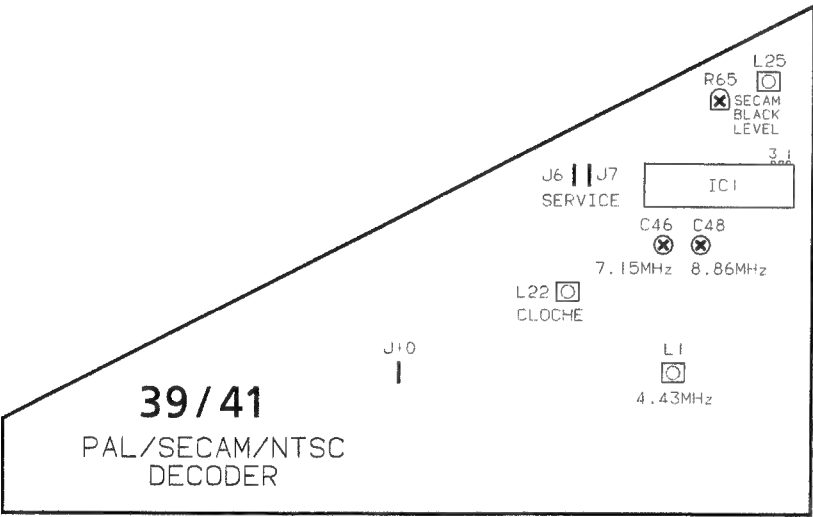 L25
R65
SECAM
BLACK
LEVEL
3 1
J6 J7
SERVICE
IC1
C46 C48
7.15MHz 8.86MHz
L22
CLOCHE
J10
L1
4.43MHz
39/41
PAL/SECAM/NTSC
DECODER